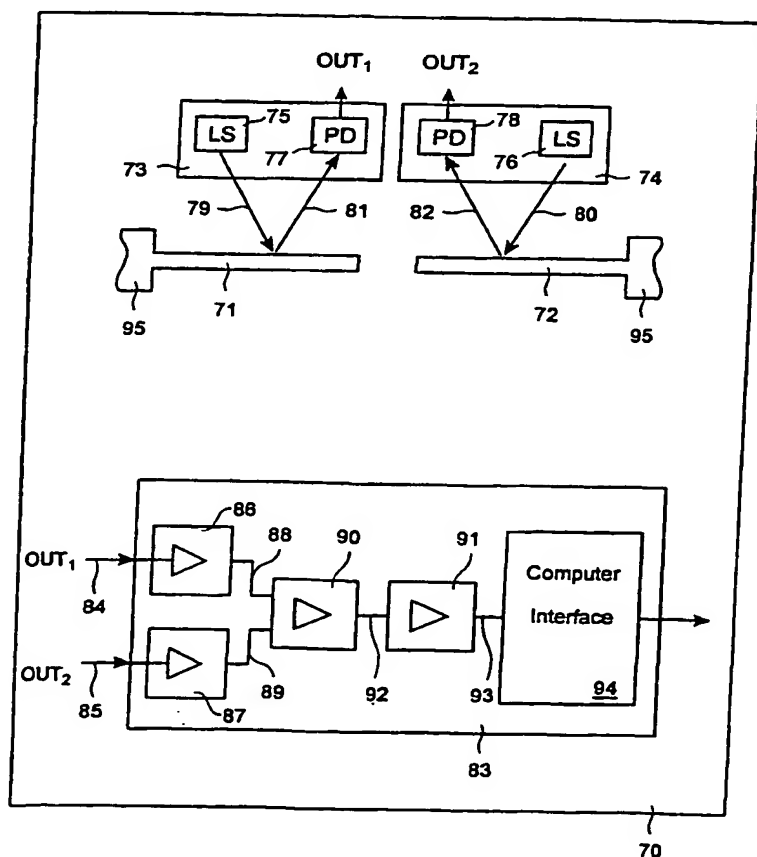 OUT1 OUT2
75 78
LS PD PD LS
77 76
73 74
79 81 82 80
71 72
95 95
86
88 90 91
OUT1
84
Computer
Interface
OUT2
85 89 92 93 94
87
83
70